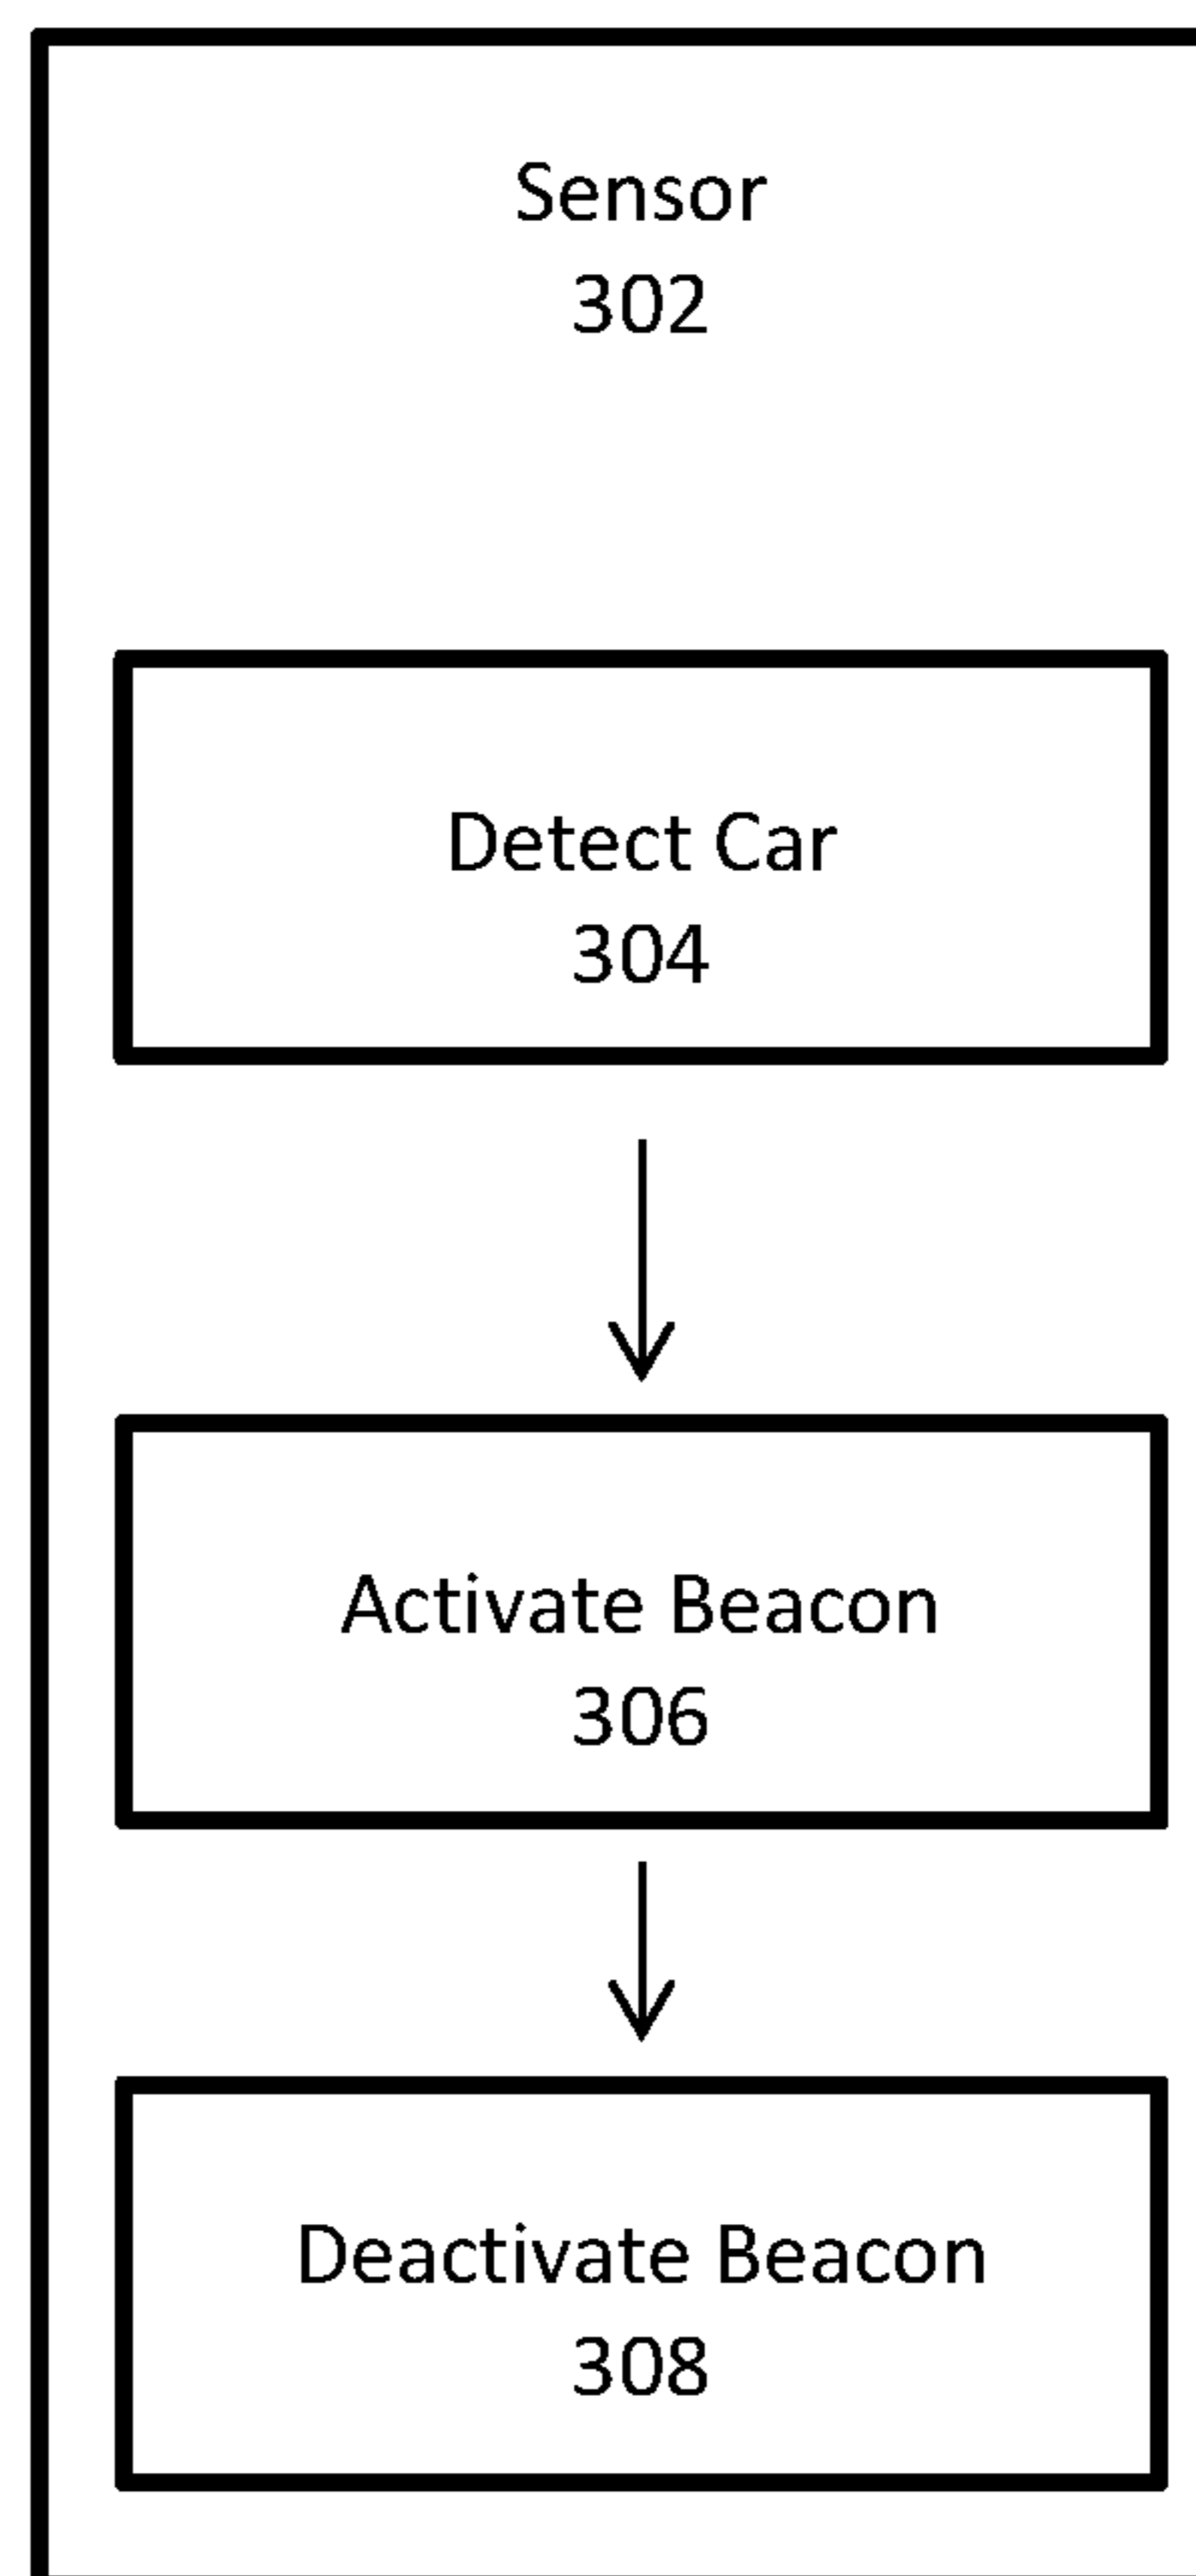 Sensor
302
Detect Car
304
Activate Beacon
306
Deactivate Beacon
308